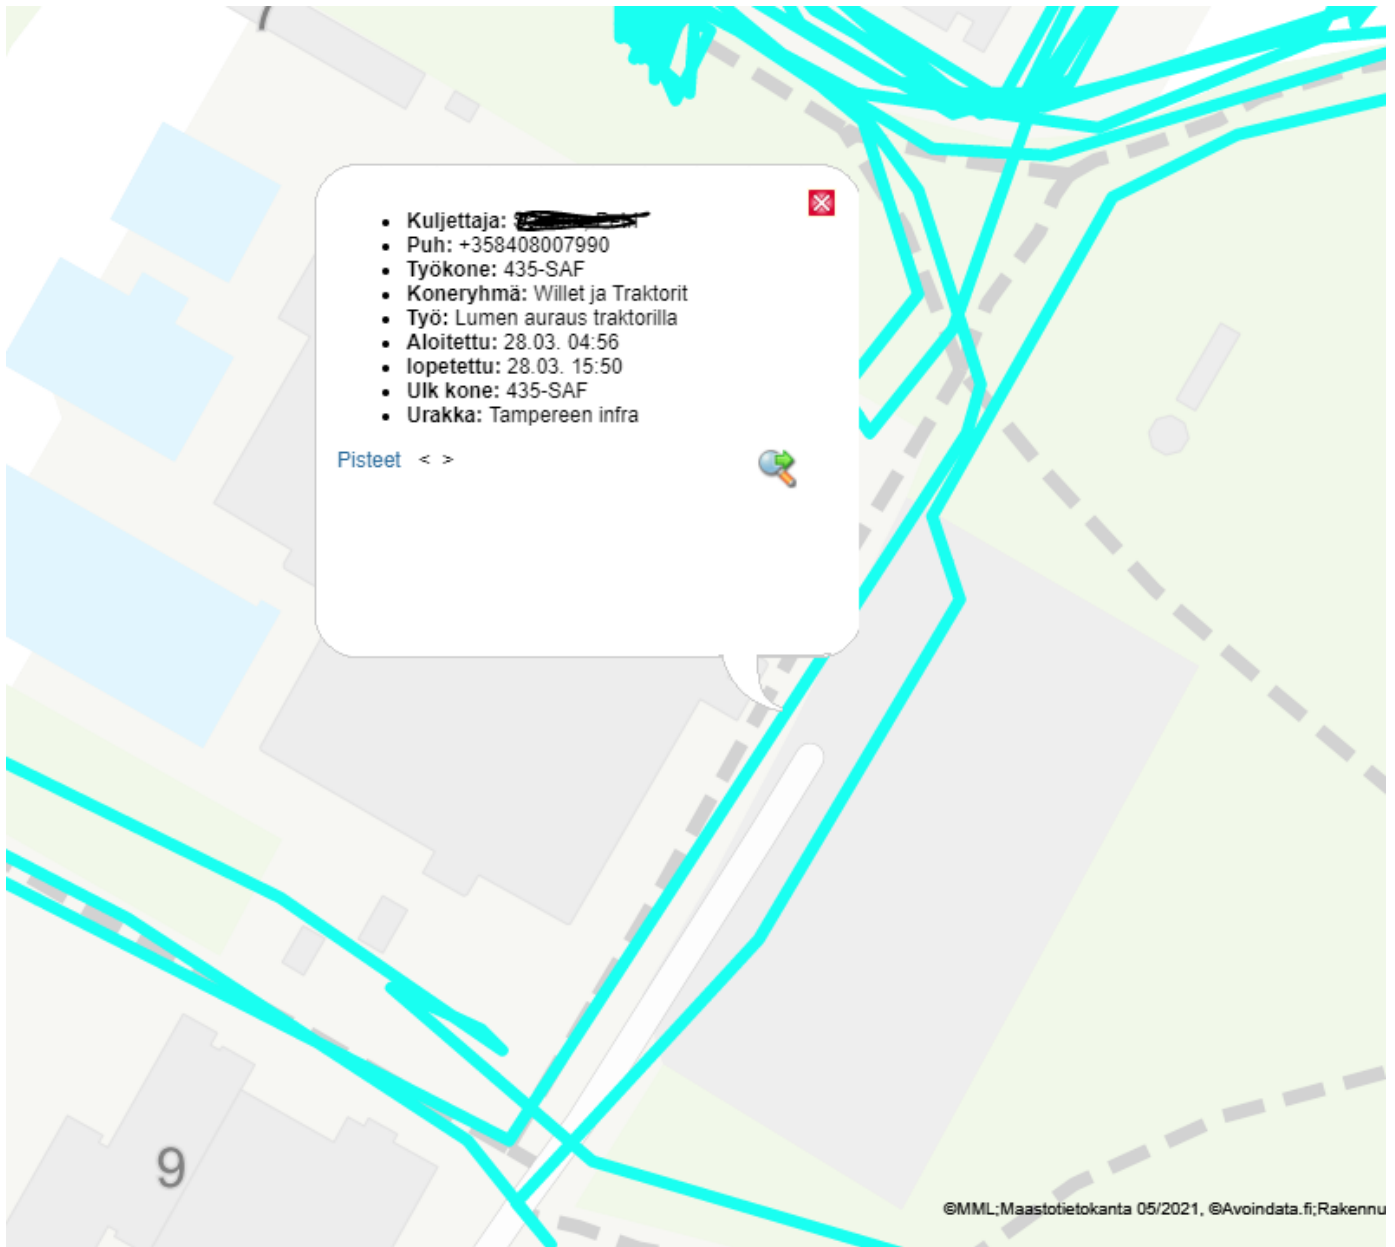 7
Kuljettaja:
Puh: +358408007990
Työkone: 435-SAF
Koneryhmä: Willet ja Traktorit
Työ: Lumen auraus traktorilla
Aloitettu: 28.03. 04:56
lopetettu: 28.03. 15:50
Ulk kone: 435-SAF
Urakka: Tampereen infra
Pisteet < >
9
©MML;Maastotietokanta 05/2021, ©Avoindata.fi;Rakennu